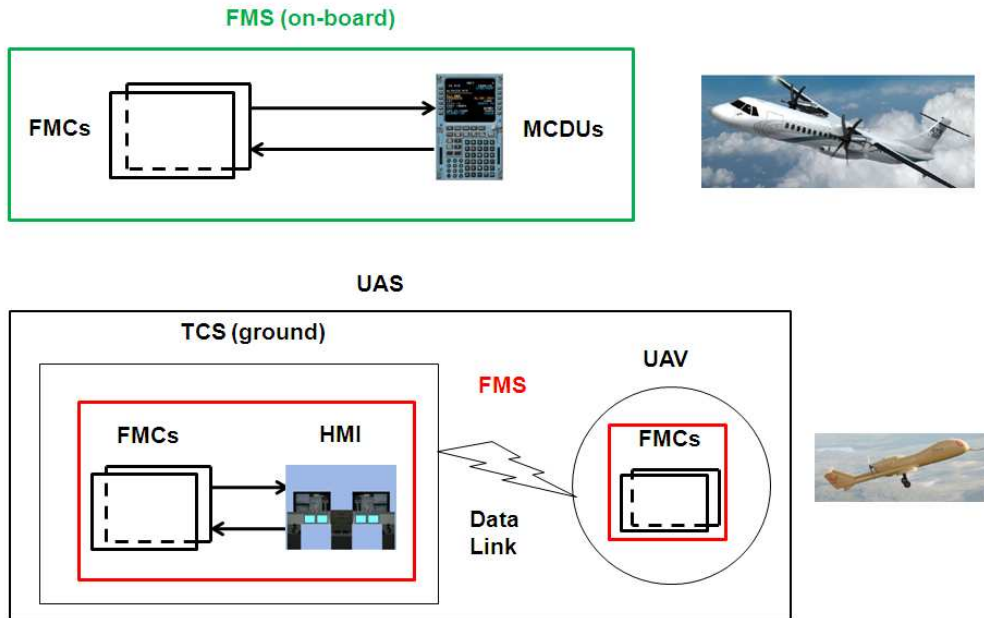 FMS (on-board)
FMCs
MCDUs
UAS
TCS (ground)
UAV
FMS
FMCs
HMI
FMCs
Data
Link